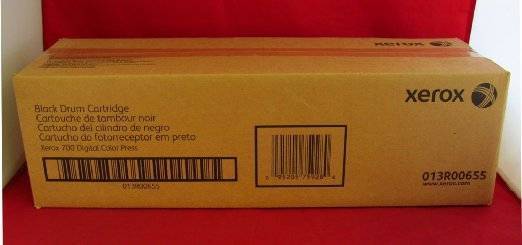 xerox
xerox
Black Drum Cartridge
Cartouche de tambour noir
Cartucho del cilindro de negro
Cartucho do fotorreceptor em preto
Xerox 700 Digital Color Press
013R00655
013R00655
www.xerox.com